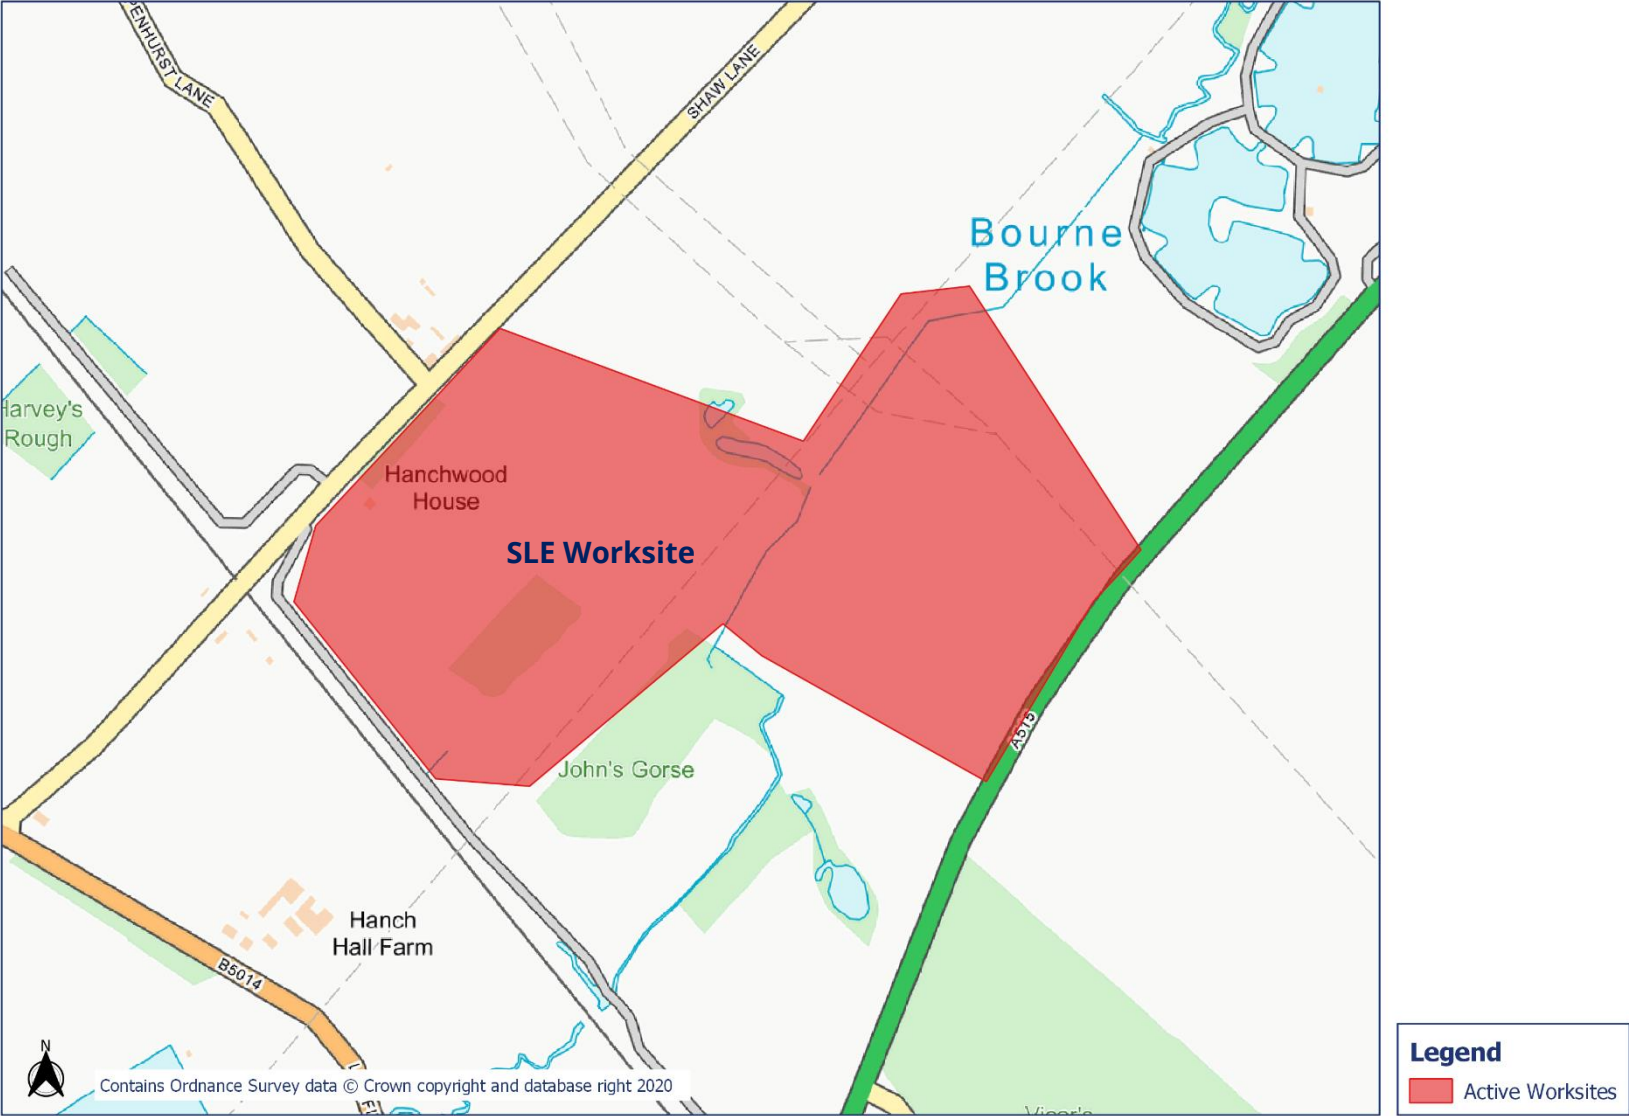 PENHURST LANE
SHAW LANE
Bourne
Brook
Harvey's
Rough
Hanchwood
House
SLE Worksite
A515
John's Gorse
Hanch
Hall Farm
B5014
N
Contains Ordnance Survey data © Crown copyright and database right 2020
Legend
Active Worksites